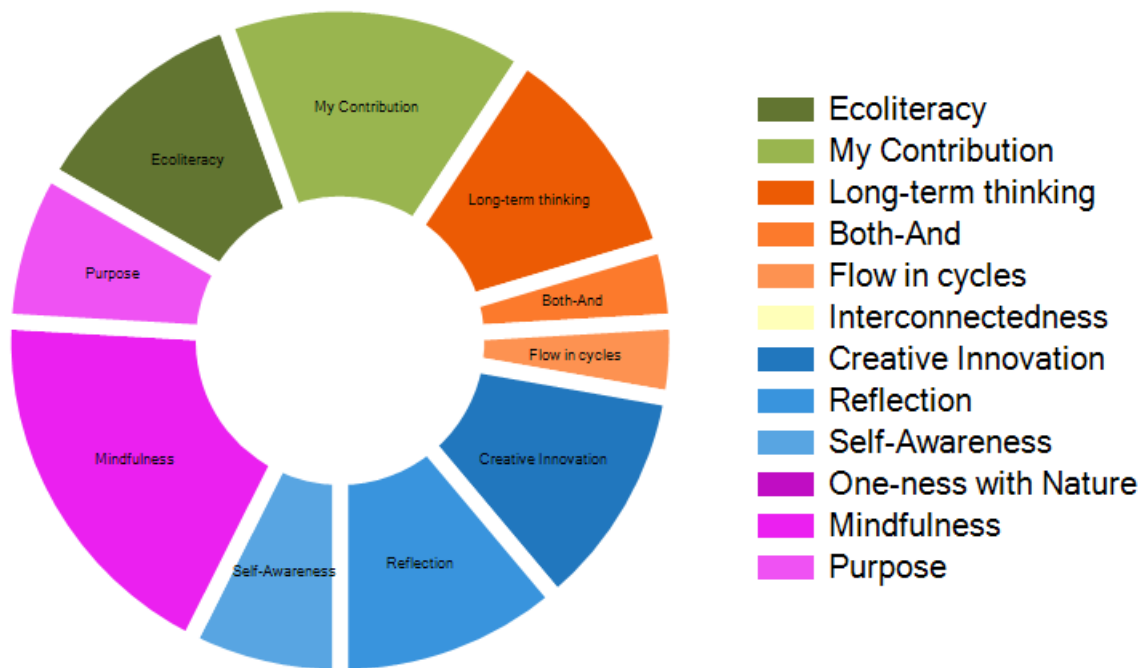 My Contribution
Ecoliteracy
Long-term thinking
Purpose
Both-And
Flow in cycles
Mindfulness
Creative Innovation
Self-Awareness
Reflection
Ecoliteracy
My Contribution
Long-term thinking
Both-And
Flow in cycles
Interconnectedness
Creative Innovation
Reflection
Self-Awareness
One-ness with Nature
Mindfulness
Purpose